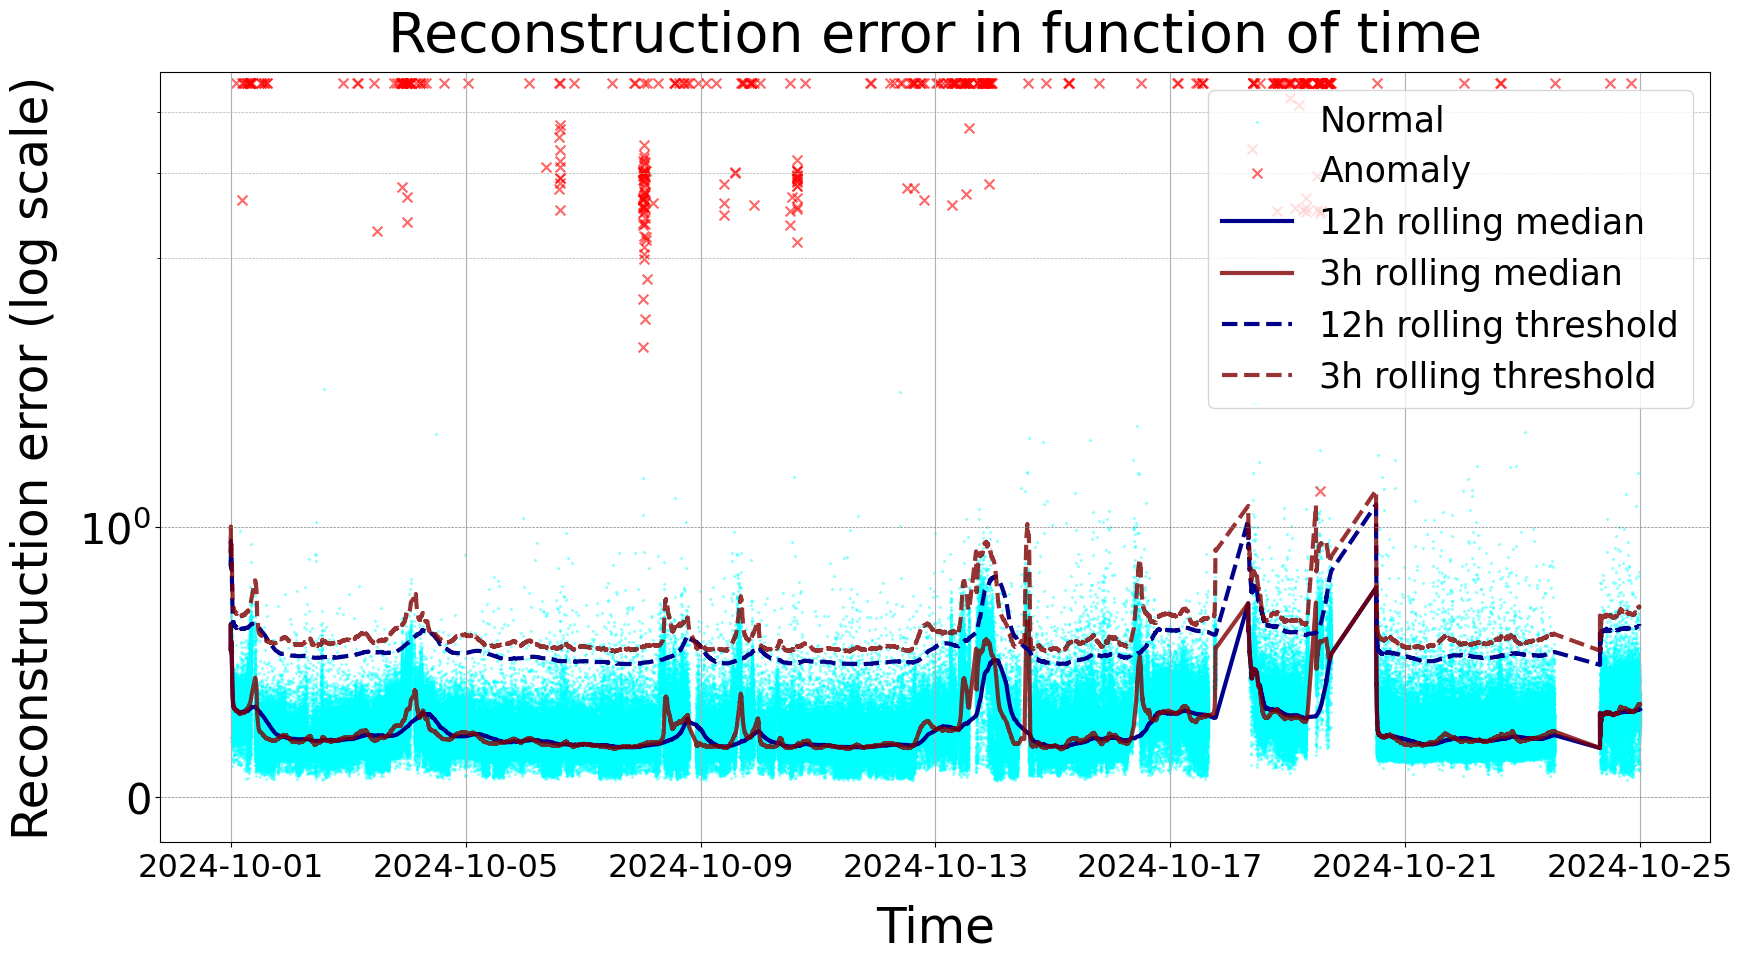 Reconstruction error in function of time
Reconstruction error (log scale)
10⁰
0
Normal
Anomaly
12h rolling median
3h rolling median
12h rolling threshold
3h rolling threshold
2024-10-01 2024-10-05 2024-10-09 2024-10-13 2024-10-17 2024-10-21 2024-10-25
Time